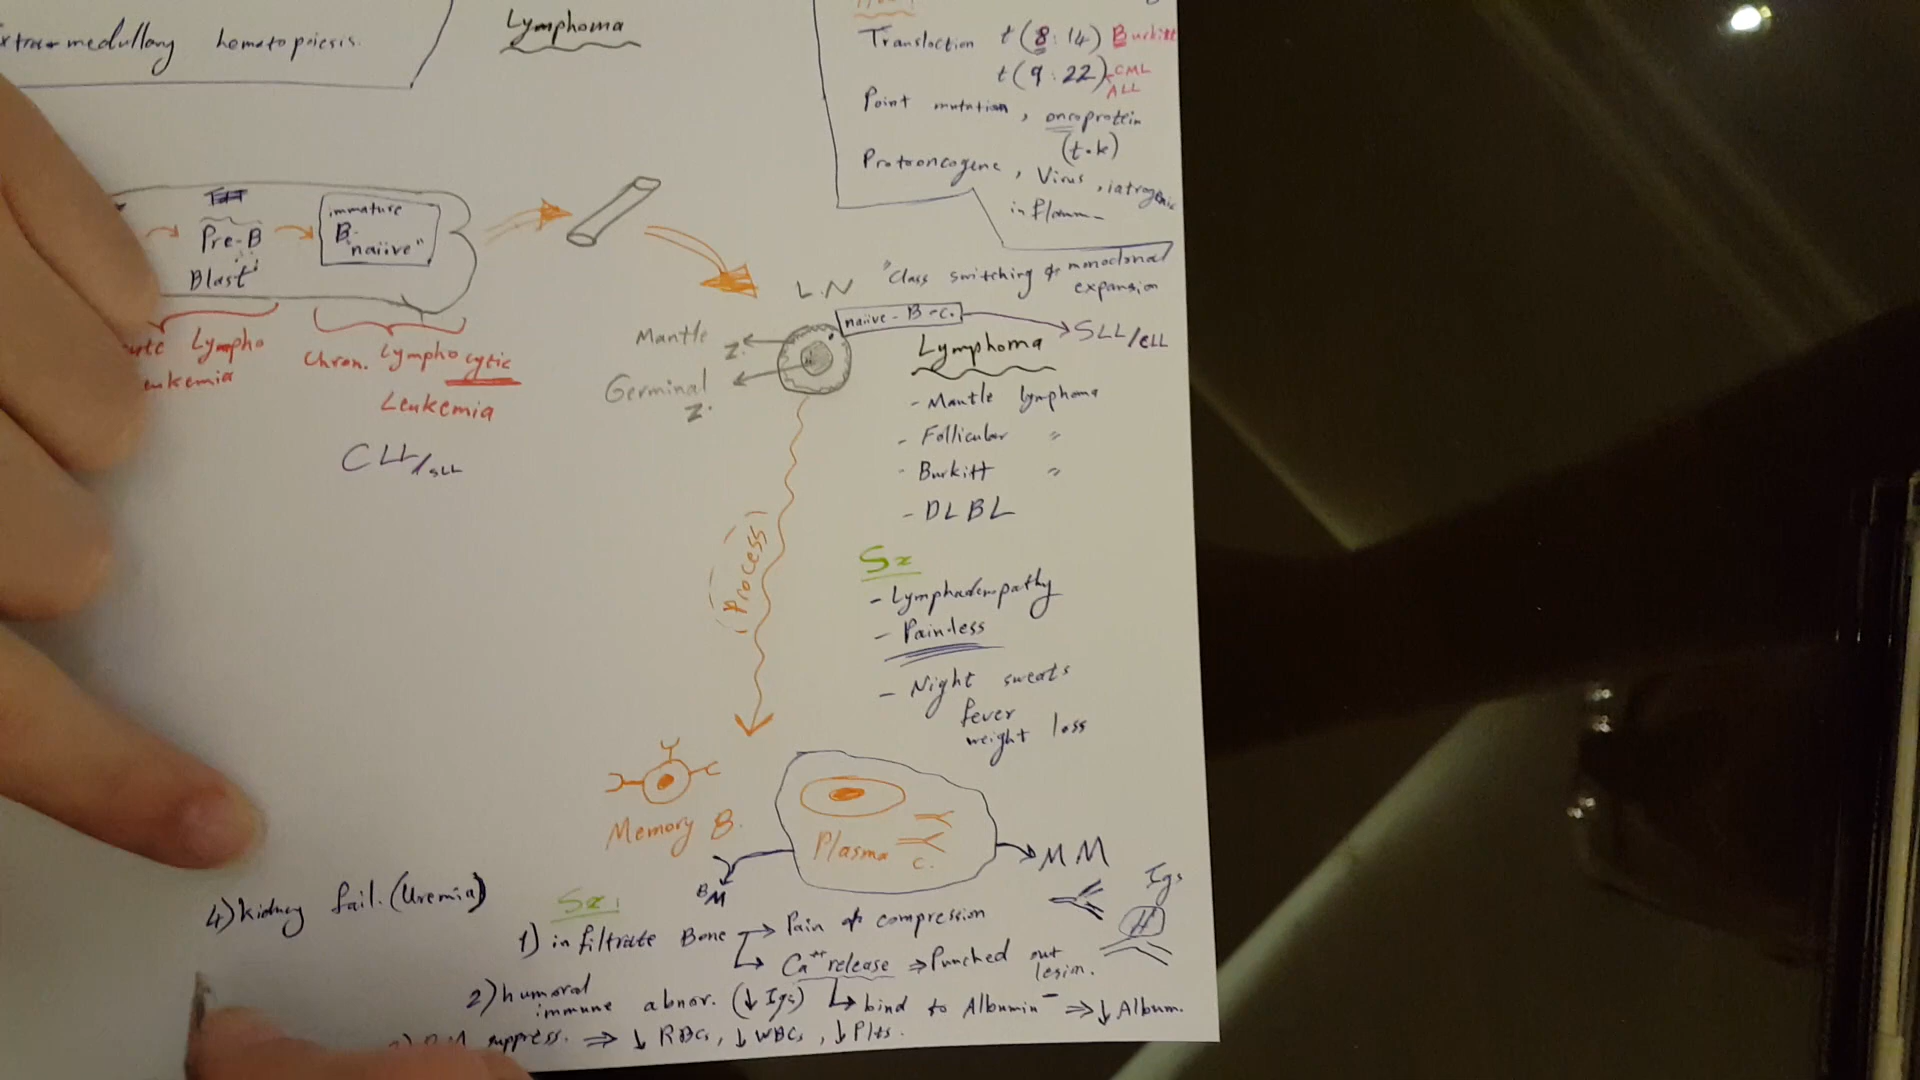 medullary hematopoiesis.
Lymphoma
Transloction t(8:14) Burkitt
t(9:22) CML
ALL
Point mutation, oncoprotein
(t.k)
Protooncogene, Virus, iatrogenic
inflamm-
Pre-B
Blast
immature
B
"naiive"
Lympho
Chron. Lymphocytic
Leukemia
CLL/SLL
L.N
"Class switching & monoclonal
expansion
naiive-B-c.
SLL/CLL
Mantle
Z.
Germinal
Z.
Lymphoma
- Mantle lymphoma
- Follicular "
- Burkitt "
- DLBL
Process
Sx
- Lymphadenopathy
- Painless
- Night sweats
fever
weight loss
Memory B.
Plasma c.
MM
BM
Igs
H
4) kidney fail. (Uremia)
Sx:
1) infiltrate Bone → Pain & compression
↳ Ca++ release ⇒ Punched out
lesion.
2) humoral
immune abnor. (↓ Igs) ↳ bind to Albumin- ⇒ ↓ Album.
suppress. ⇒ ↓ RBCs, ↓ WBCs, ↓ Plts.